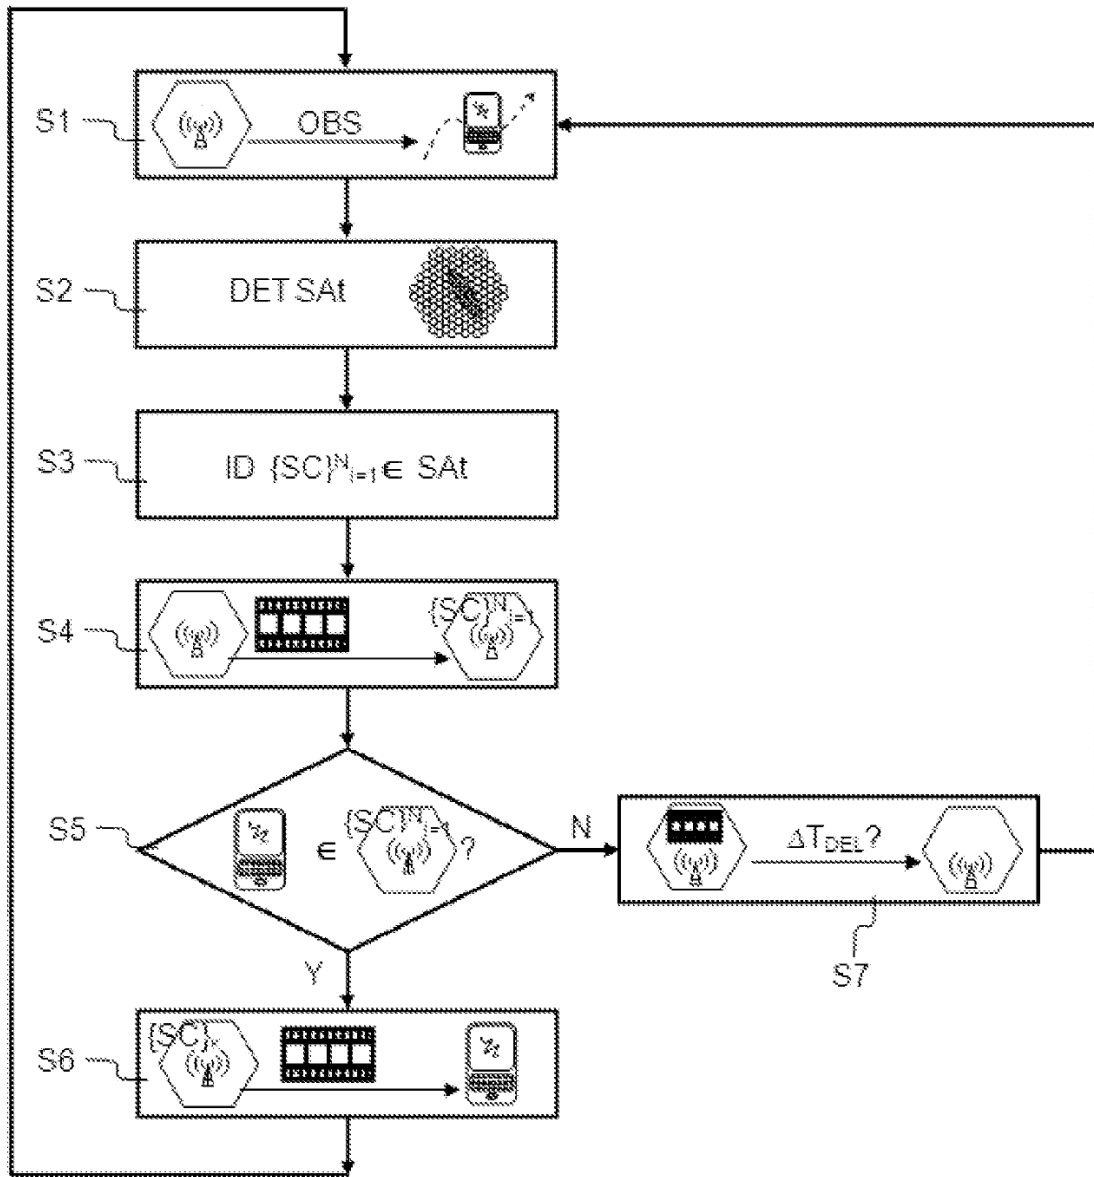 S1
OBS
S2
DET SAt
S3
ID {SC}ᴺᵢ₌₁ ∈ SAt
S4
{SC}ᴺᵢ₌₁
S5
∈ {SC}ᴺᵢ₌₁ ?
N
ΔT_DEL?
S7
Y
{SC}ₓ
S6